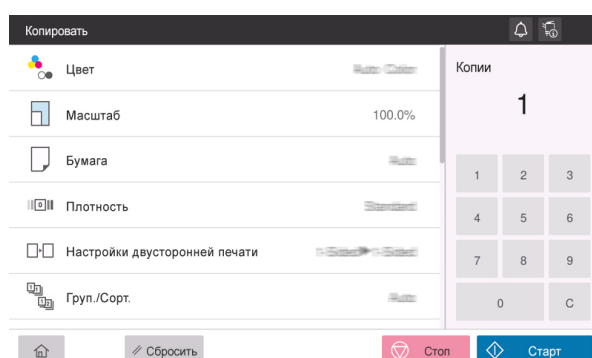 Копировать
Цвет
Масштаб 100.0%
Бумага
Плотность
Настройки двусторонней печати
Груп./Сорт.
Копии
1
1 2 3
4 5 6
7 8 9
0 C
Сбросить
Стоп
Старт